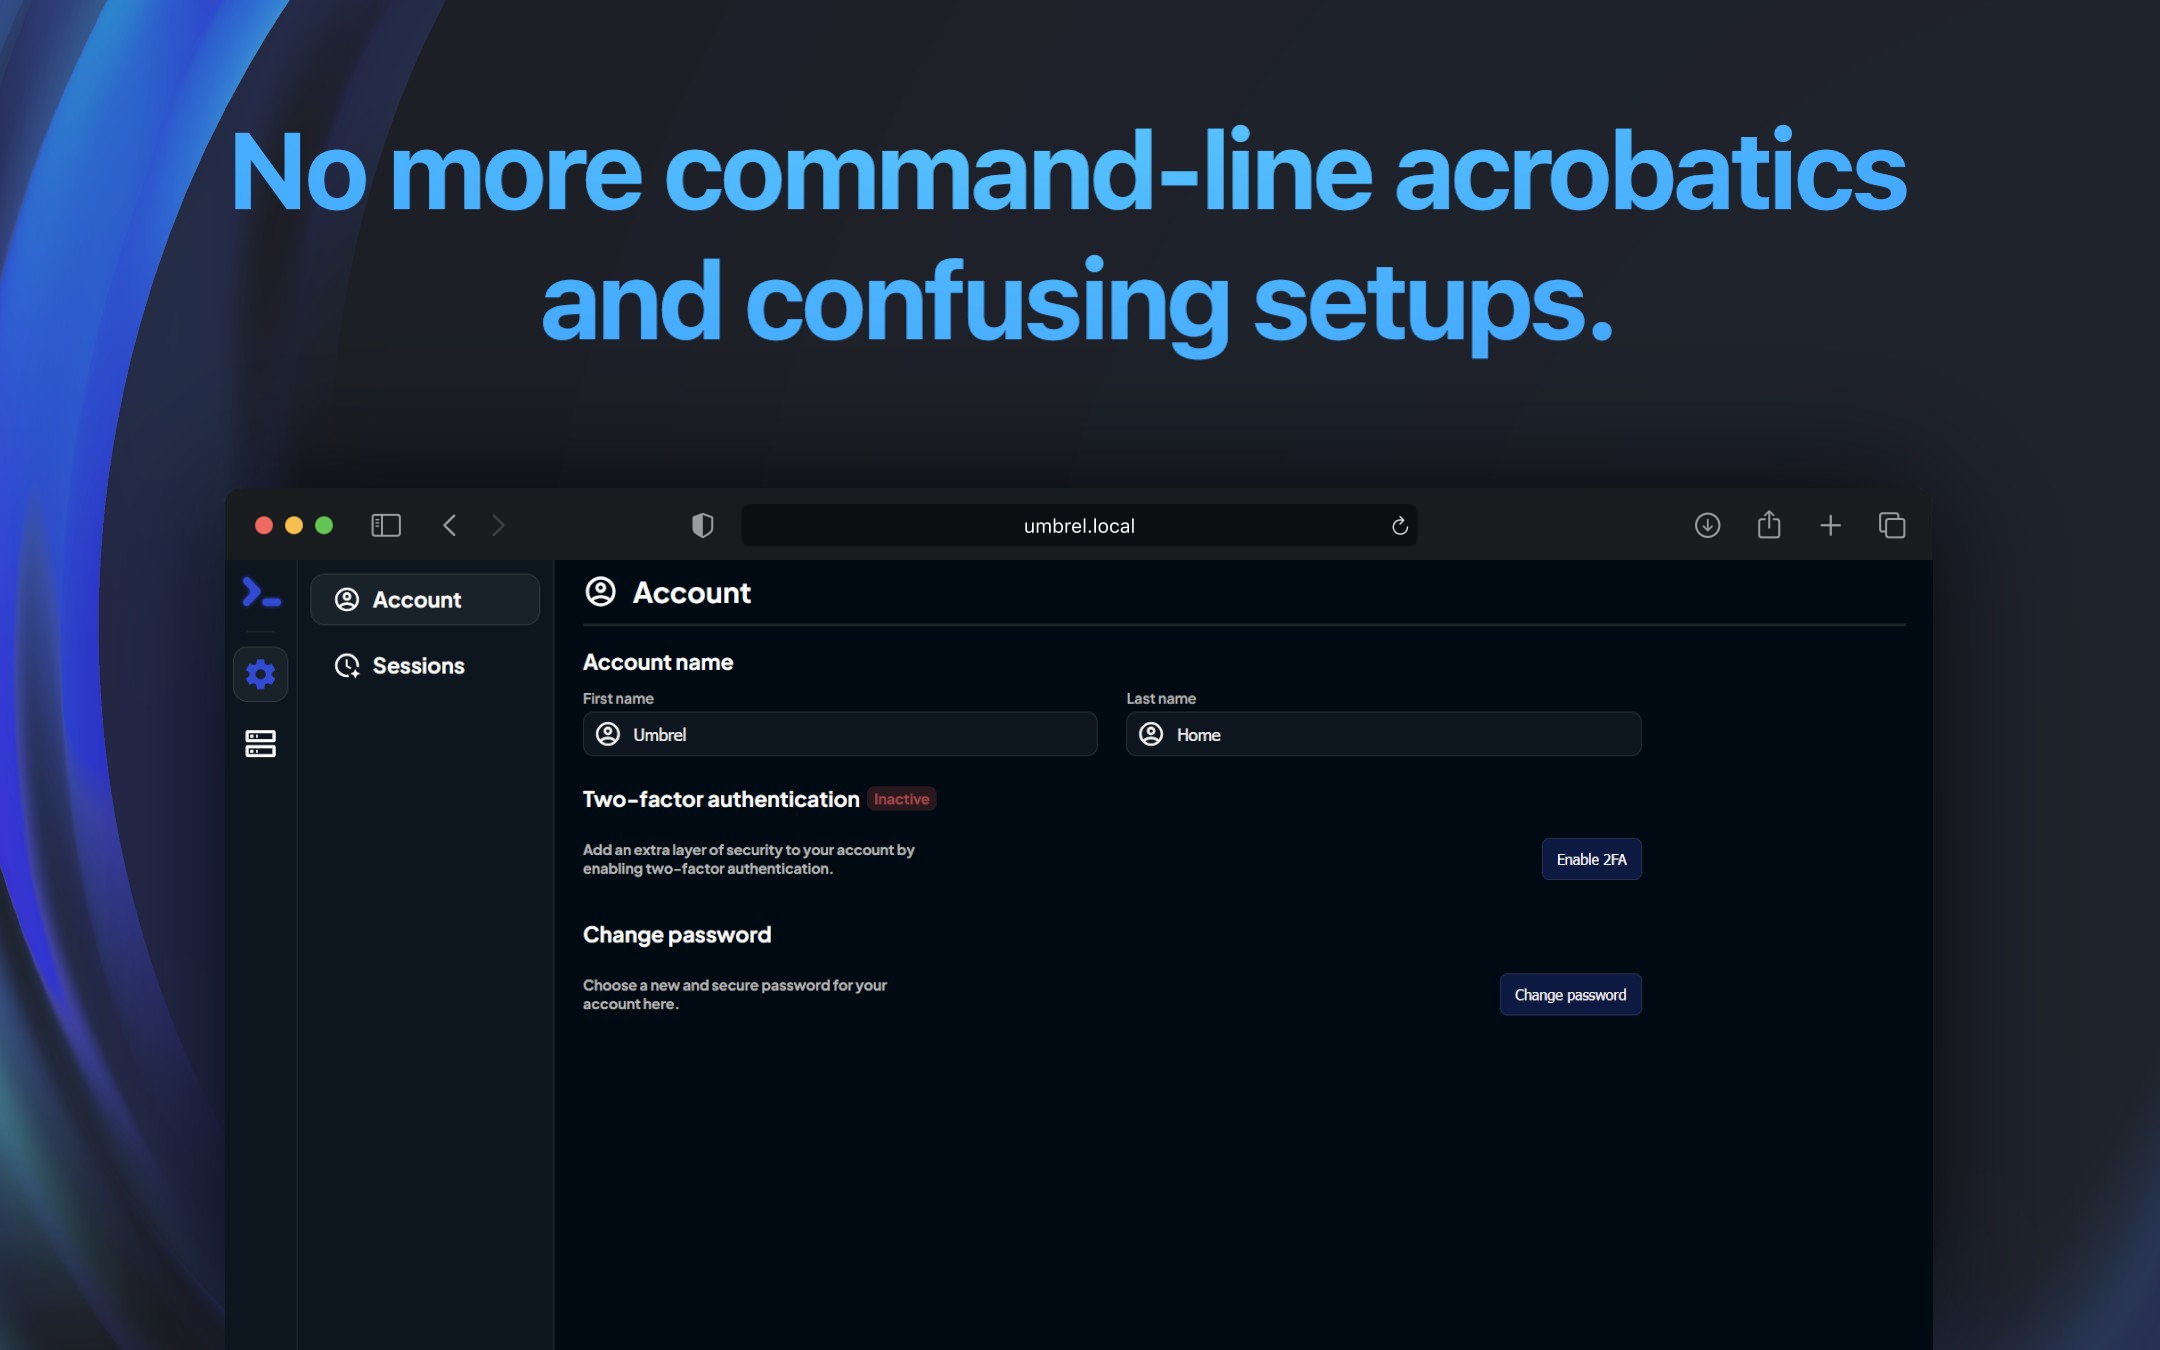 No more command-line acrobatics
and confusing setups.
umbrel.local
Account
Sessions
Account
Account name
First name
Last name
Umbrel
Home
Two-factor authentication Inactive
Add an extra layer of security to your account by
enabling two-factor authentication.
Enable 2FA
Change password
Choose a new and secure password for your
account here.
Change password